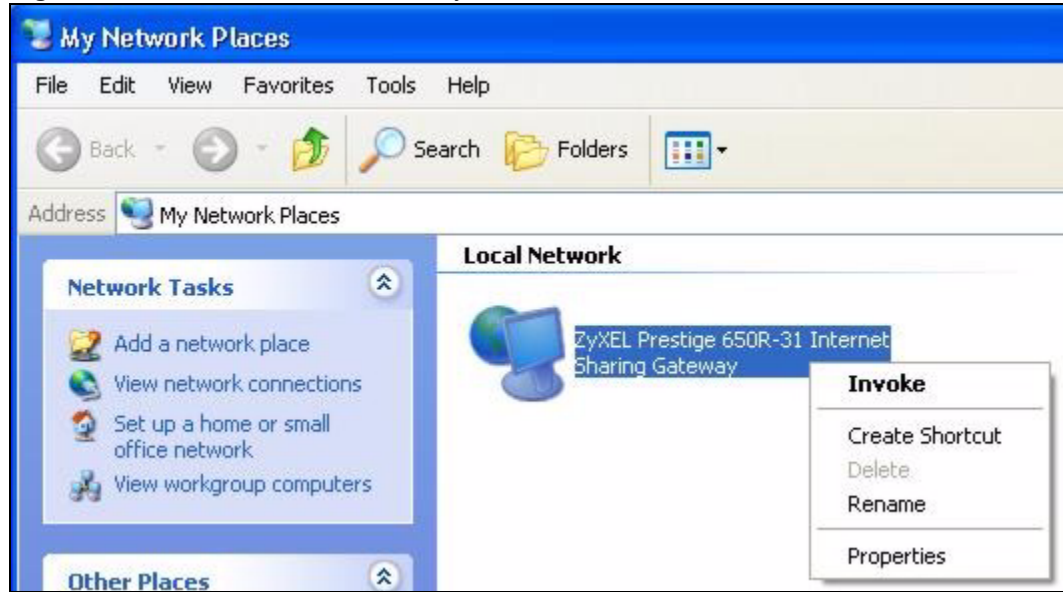 My Network Places
File Edit View Favorites Tools Help
Back Search Folders
Address My Network Places
Network Tasks
Add a network place
View network connections
Set up a home or small
office network
View workgroup computers
Other Places
Local Network
ZyXEL Prestige 650R-31 Internet
Sharing Gateway
Invoke
Create Shortcut
Delete
Rename
Properties